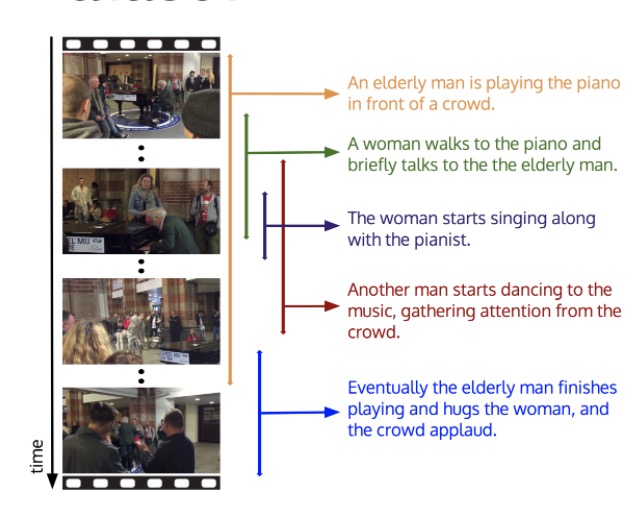 An elderly man is playing the piano
in front of a crowd.
A woman walks to the piano and
briefly talks to the the elderly man.
The woman starts singing along
with the pianist.
Another man starts dancing to the
music, gathering attention from the
crowd.
Eventually the elderly man finishes
playing and hugs the woman, and
the crowd applaud.
time